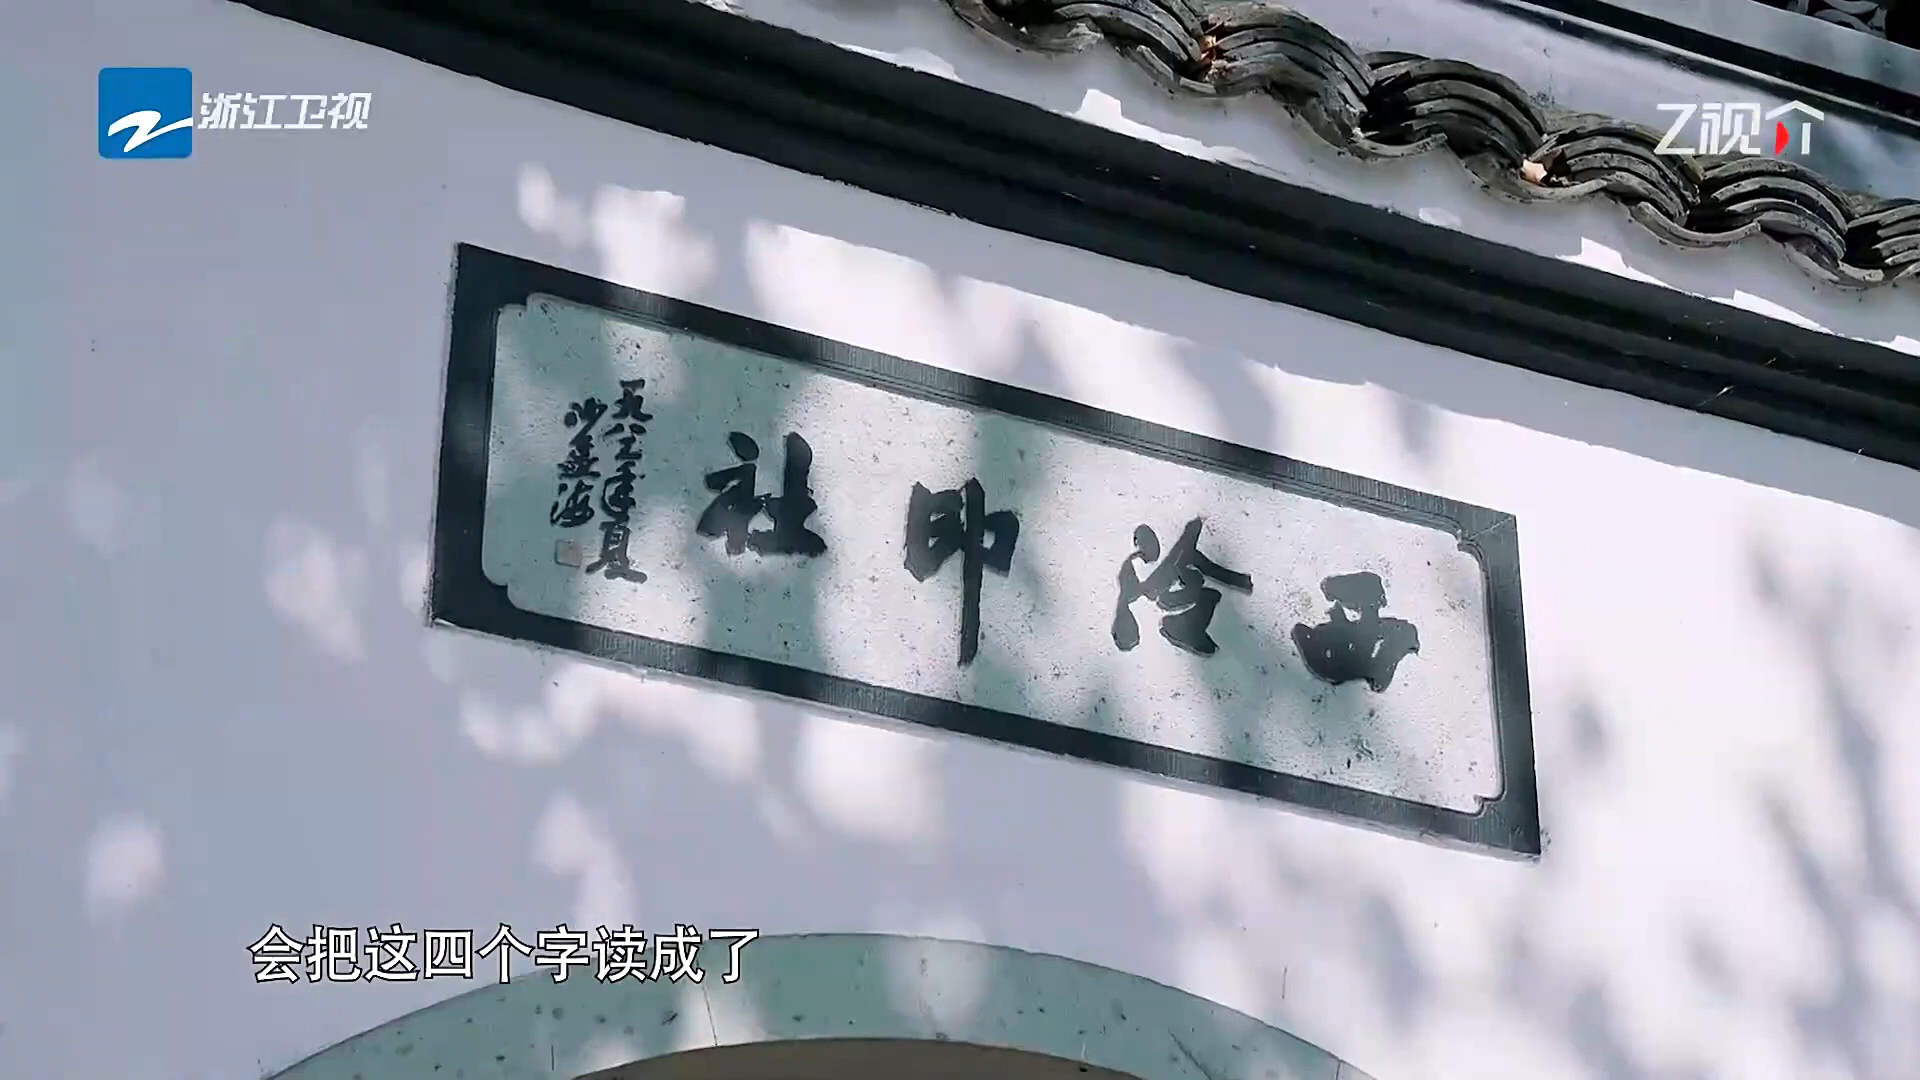 浙江卫视
Z视介
西泠印社
一九八三年夏
沙孟海
会把这四个字读成了